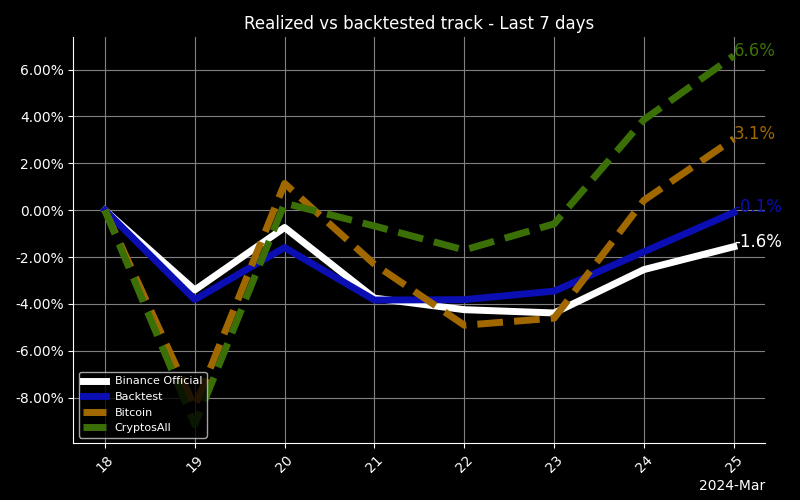 Realized vs backtested track - Last 7 days
6.00%
4.00%
2.00%
0.00%
-2.00%
-4.00%
-6.00%
-8.00%
6.6%
3.1%
-0.1%
-1.6%
Binance Official
Backtest
Bitcoin
CryptosAll
18 19 20 21 22 23 24 25
2024-Mar